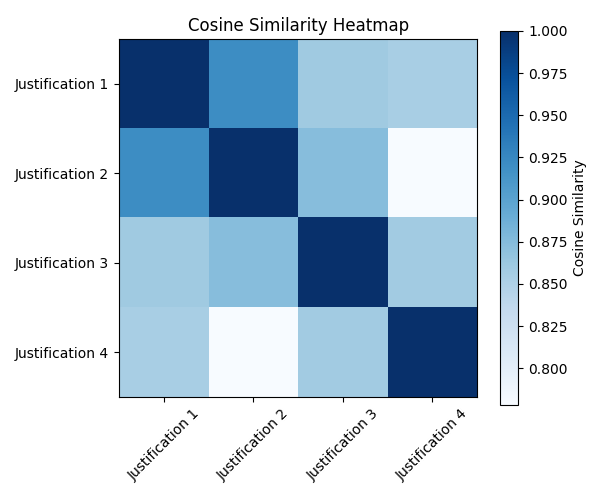 Cosine Similarity Heatmap
Justification 1
Justification 2
Justification 3
Justification 4
Justification 1
Justification 2
Justification 3
Justification 4
1.000
0.975
0.950
0.925
0.900
0.875
0.850
0.825
0.800
Cosine Similarity